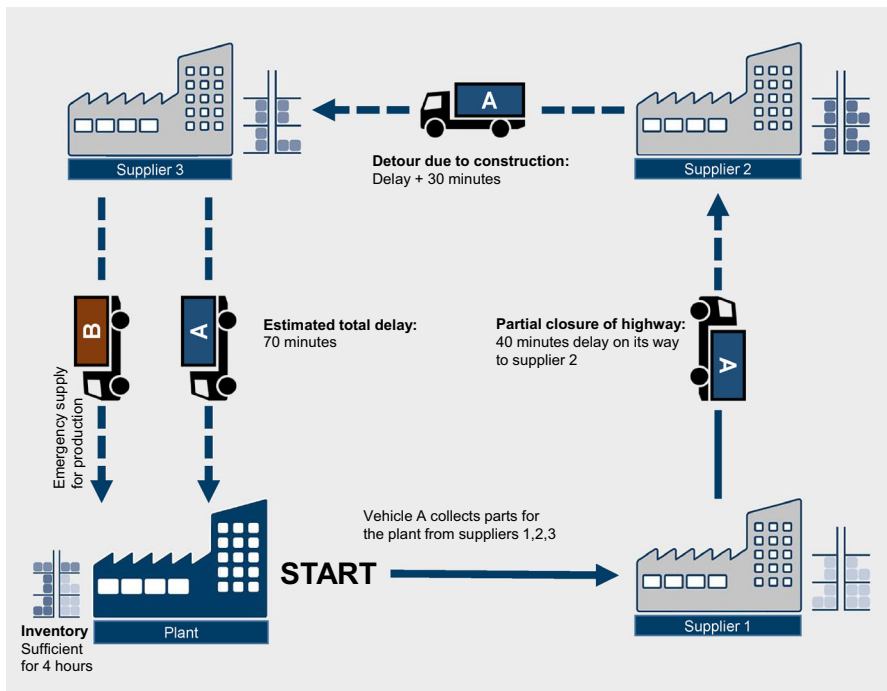 A
Supplier 3
Supplier 2
Detour due to construction:
Delay + 30 minutes
B
A
Estimated total delay:
70 minutes
Partial closure of highway:
40 minutes delay on its way
to supplier 2
A
Emergency supply
for production
Vehicle A collects parts for
the plant from suppliers 1,2,3
START
Inventory
Sufficient
for 4 hours
Plant
Supplier 1